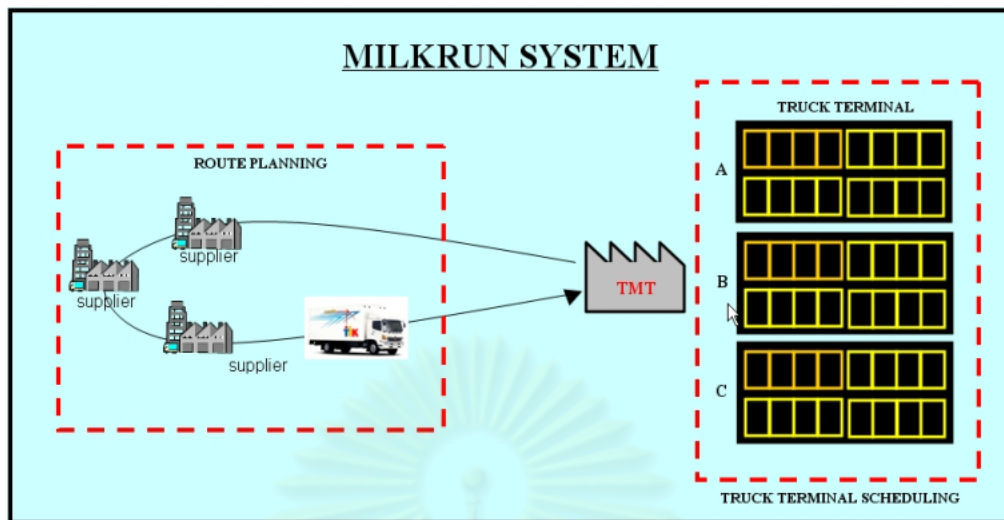 MILKRUN SYSTEM
TRUCK TERMINAL
ROUTE PLANNING
A
supplier
supplier
TMT
B
supplier
C
TRUCK TERMINAL SCHEDULING